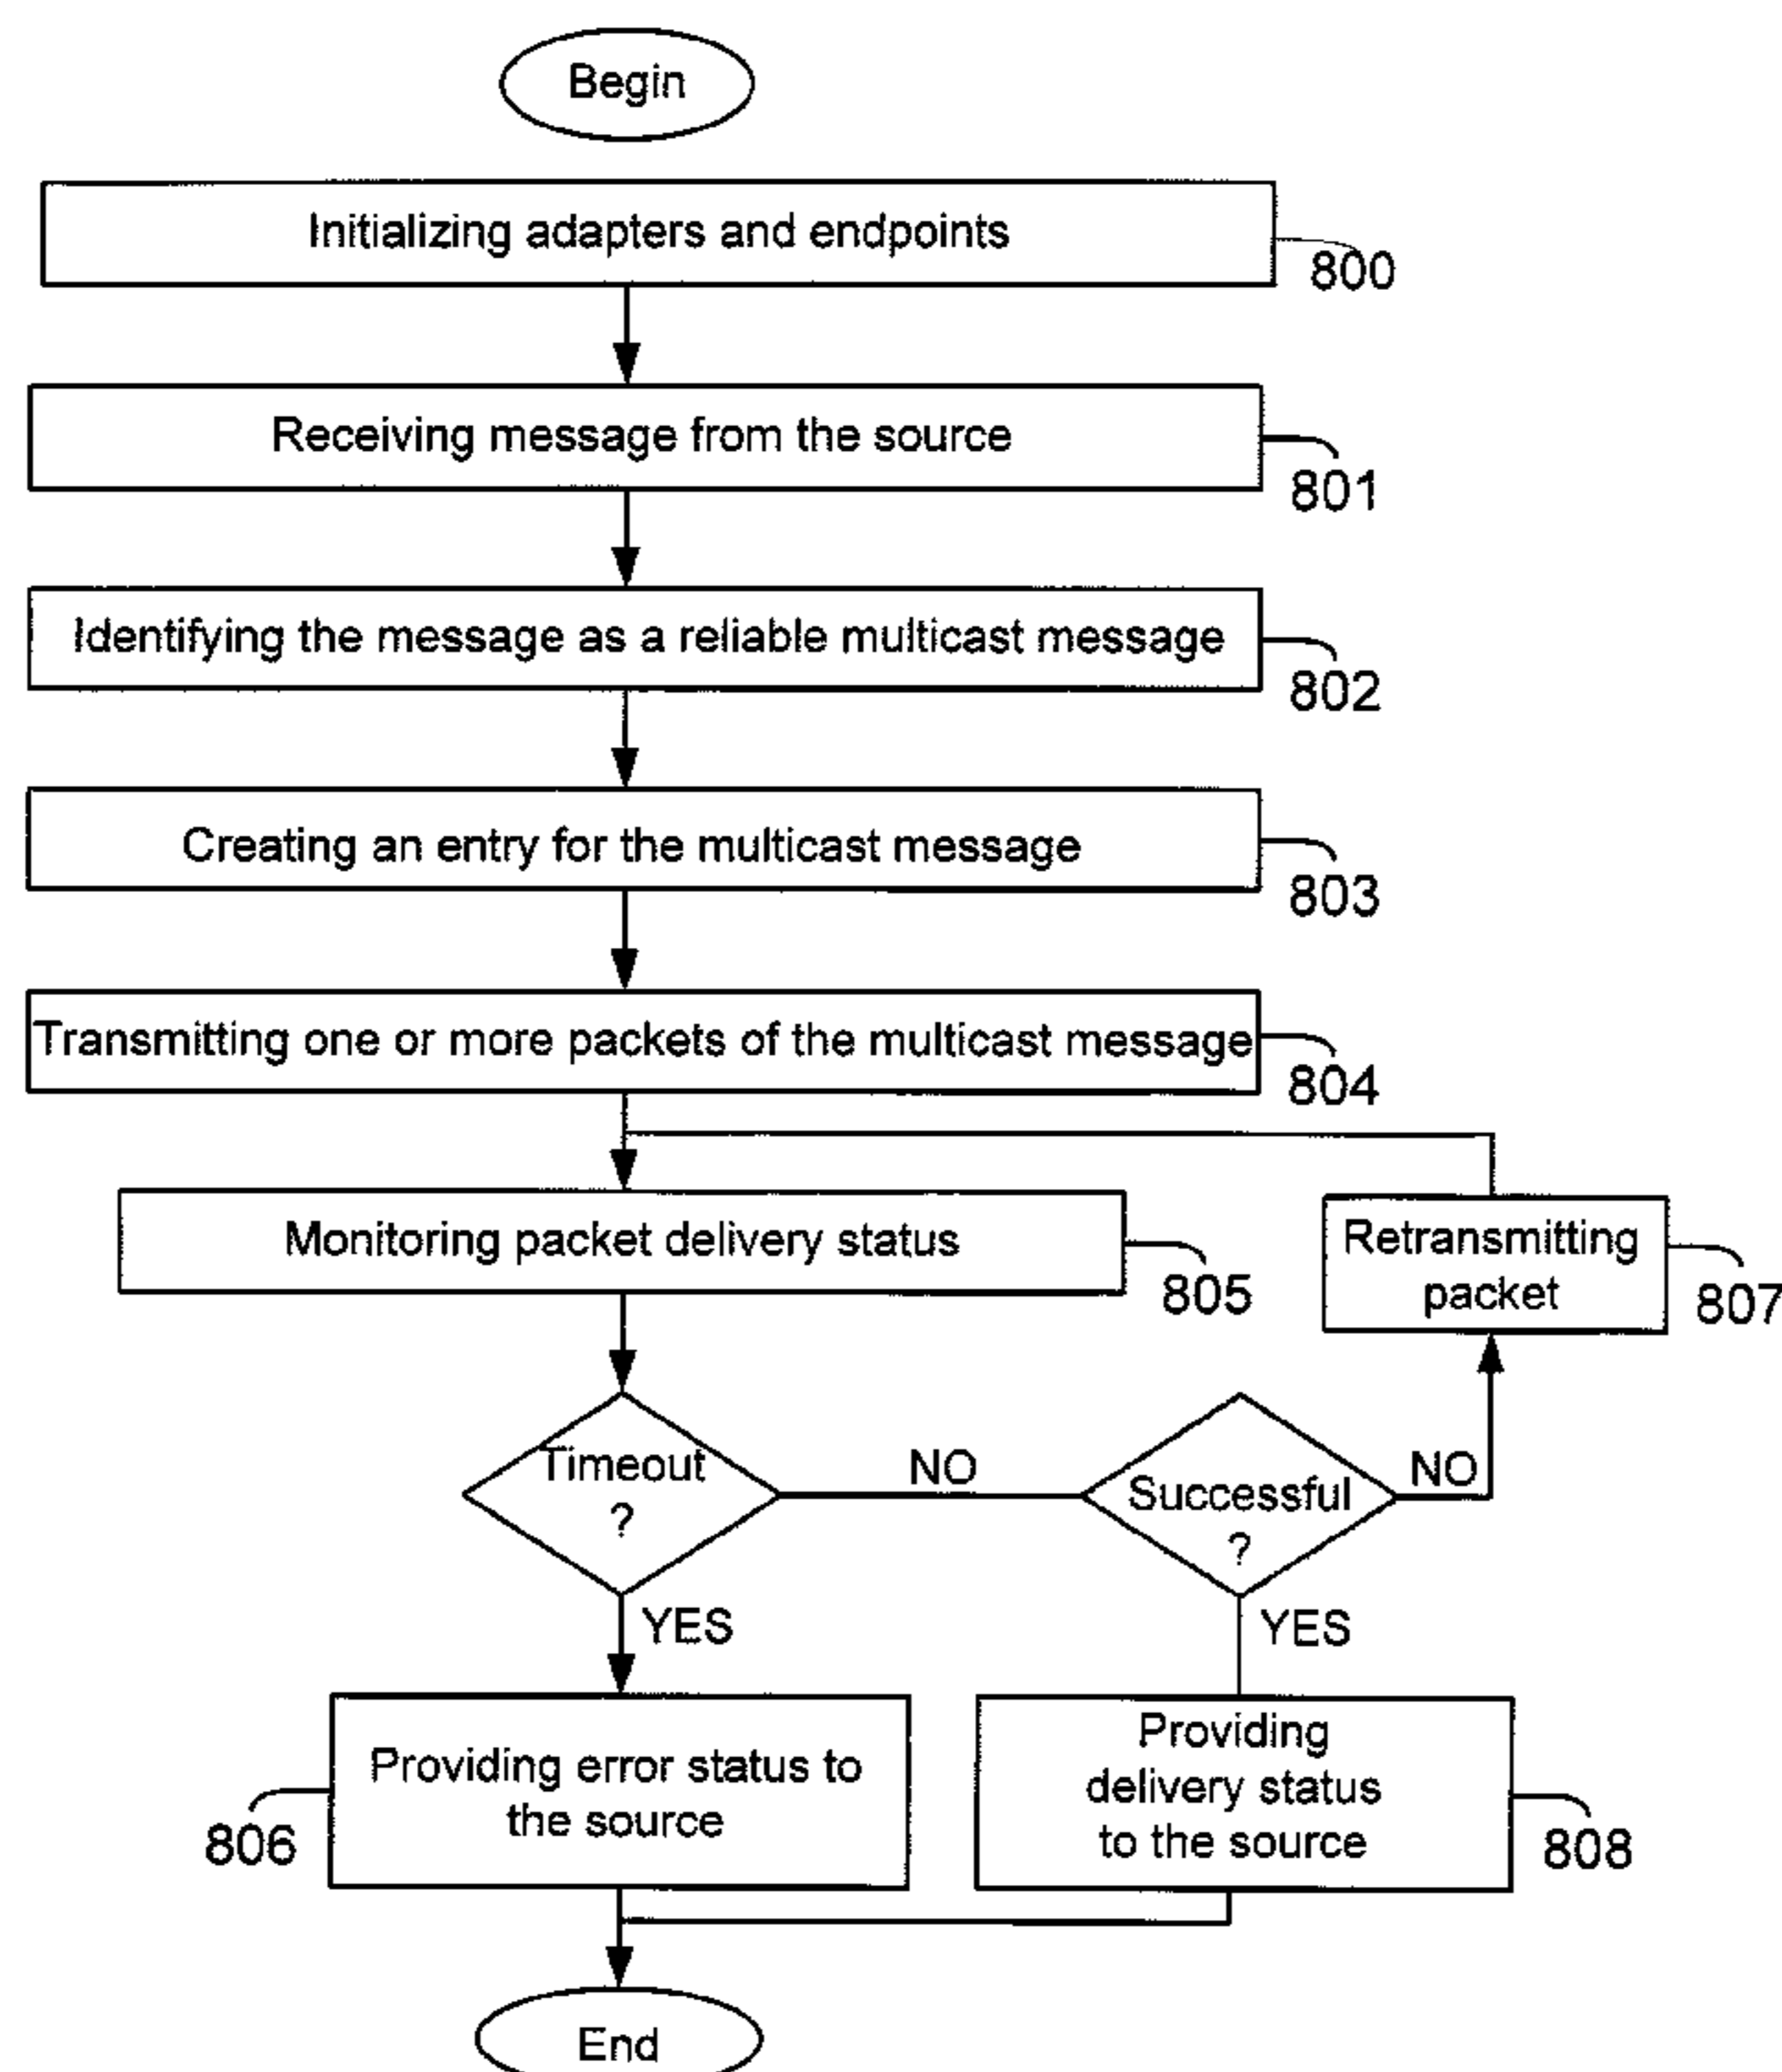 Begin
Initializing adapters and endpoints
800
Receiving message from the source
801
Identifying the message as a reliable multicast message
802
Creating an entry for the multicast message
803
Transmitting one or more packets of the multicast message
804
Monitoring packet delivery status
805
Retransmitting
packet
807
Timeout
?
NO
Successful
?
NO
YES
YES
Providing error status to
the source
806
Providing
delivery status
to the source
808
End